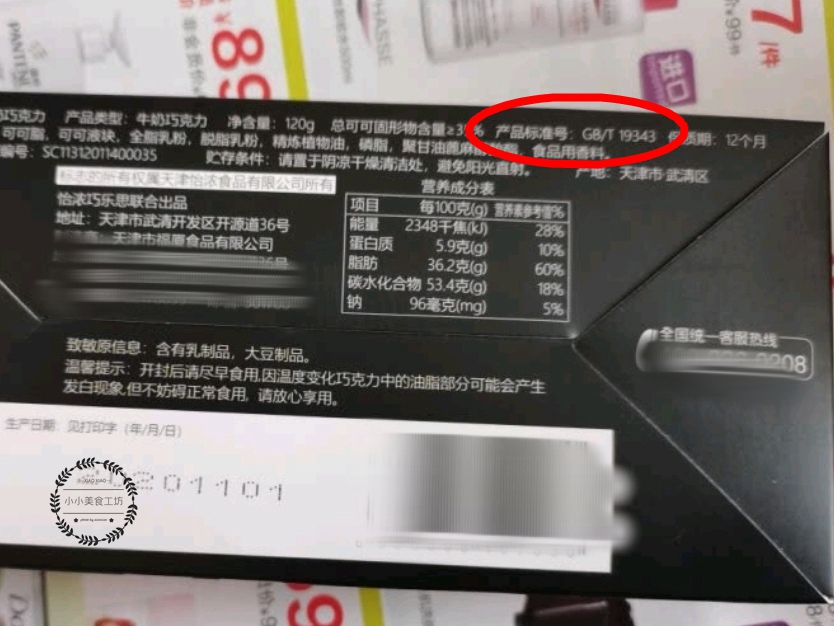 巧克力 产品类型: 牛奶巧克力 净含量: 120g 总可可固形物含量≥3 % 产品标准号: GB/T 19343 质期: 12个月
可可脂, 可可液块, 全脂乳粉, 脱脂乳粉, 精炼植物油, 磷脂, 聚甘油蓖麻 酯, 食品用香料.
编号: SC11312011400035 贮存条件: 请置于阴凉干燥清洁处, 避免阳光直射. 产地: 天津市 武清区
标志的所有权属天津怡浓食品有限公司所有
怡浓巧乐思联合出品
地址: 天津市武清开发区开源道36号
天津市福厦食品有限公司
36号
营养成分表
项目 每100克(g) 营养素参考值%
能量 2348千焦(kJ) 28%
蛋白质 5.9克(g) 10%
脂肪 36.2克(g) 60%
碳水化合物 53.4克(g) 18%
钠 96毫克(mg) 5%
全国统一客服热线
208
致敏原信息: 含有乳制品, 大豆制品.
温馨提示: 开封后请尽早食用,因温度变化巧克力中的油脂部分可能会产生
发白现象,但不妨碍正常食用, 请放心享用.
生产日期: 见打印字 (年/月/日)
201101
小小美食工坊
PANTENE
89
HASSE
进口
7/件